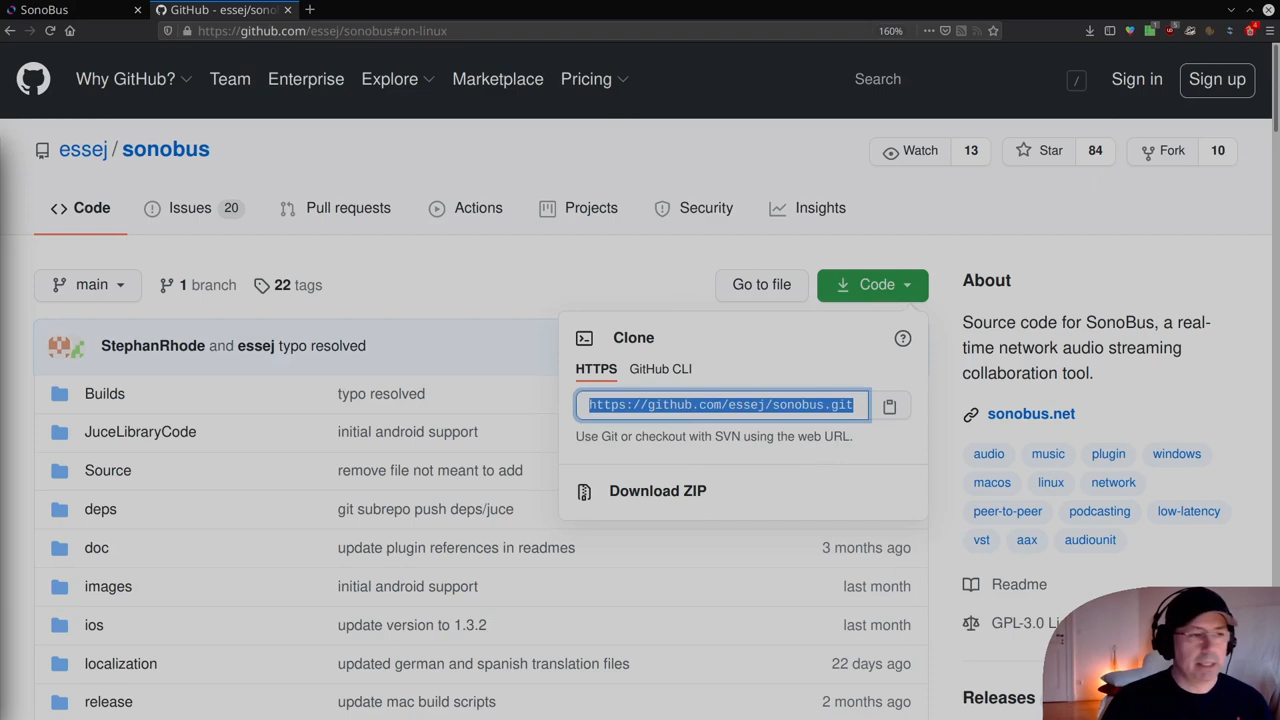 SonoBus
GitHub - essej/sono
https://github.com/essej/sonobus#on-linux
160%
Why GitHub?
Team
Enterprise
Explore
Marketplace
Pricing
Search
/
Sign in
Sign up
essej / sonobus
Watch 13
Star 84
Fork 10
Code
Issues 20
Pull requests
Actions
Projects
Security
Insights
main
1 branch
22 tags
Go to file
Code
About
Source code for SonoBus, a real-
time network audio streaming
collaboration tool.
sonobus.net
audio music plugin windows
macos linux network
peer-to-peer podcasting low-latency
vst aax audiounit
Readme
GPL-3.0
Releases
StephanRhode and essej typo resolved
Clone
HTTPS GitHub CLI
https://github.com/essej/sonobus.git
Use Git or checkout with SVN using the web URL.
Download ZIP
Builds typo resolved
JuceLibraryCode initial android support
Source remove file not meant to add
deps git subrepo push deps/juce
doc update plugin references in readmes 3 months ago
images initial android support last month
ios update version to 1.3.2 last month
localization updated german and spanish translation files 22 days ago
release update mac build scripts 2 months ago